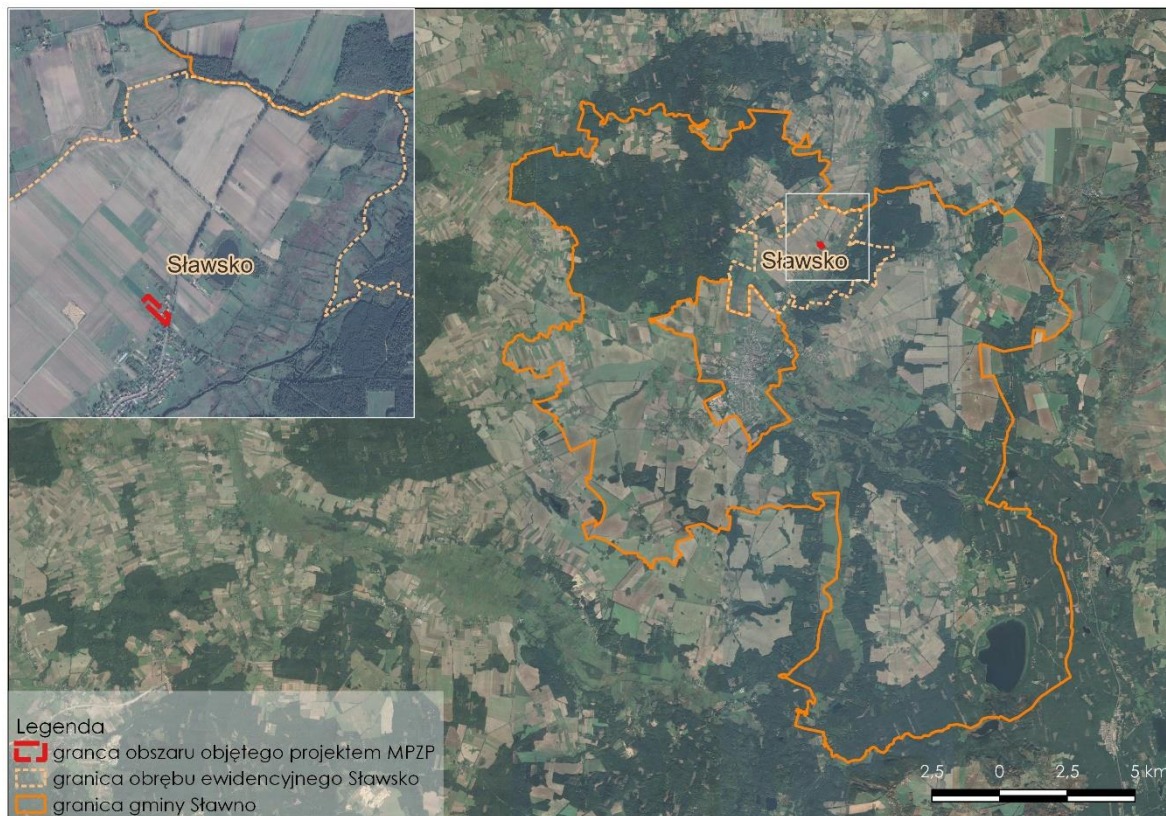 Sławsko
Sławsko
Legenda
granca obszaru objętego projektem MPZP
granica obrębu ewidencyjnego Sławsko
granica gminy Sławno
2,5 0 2,5 5 km